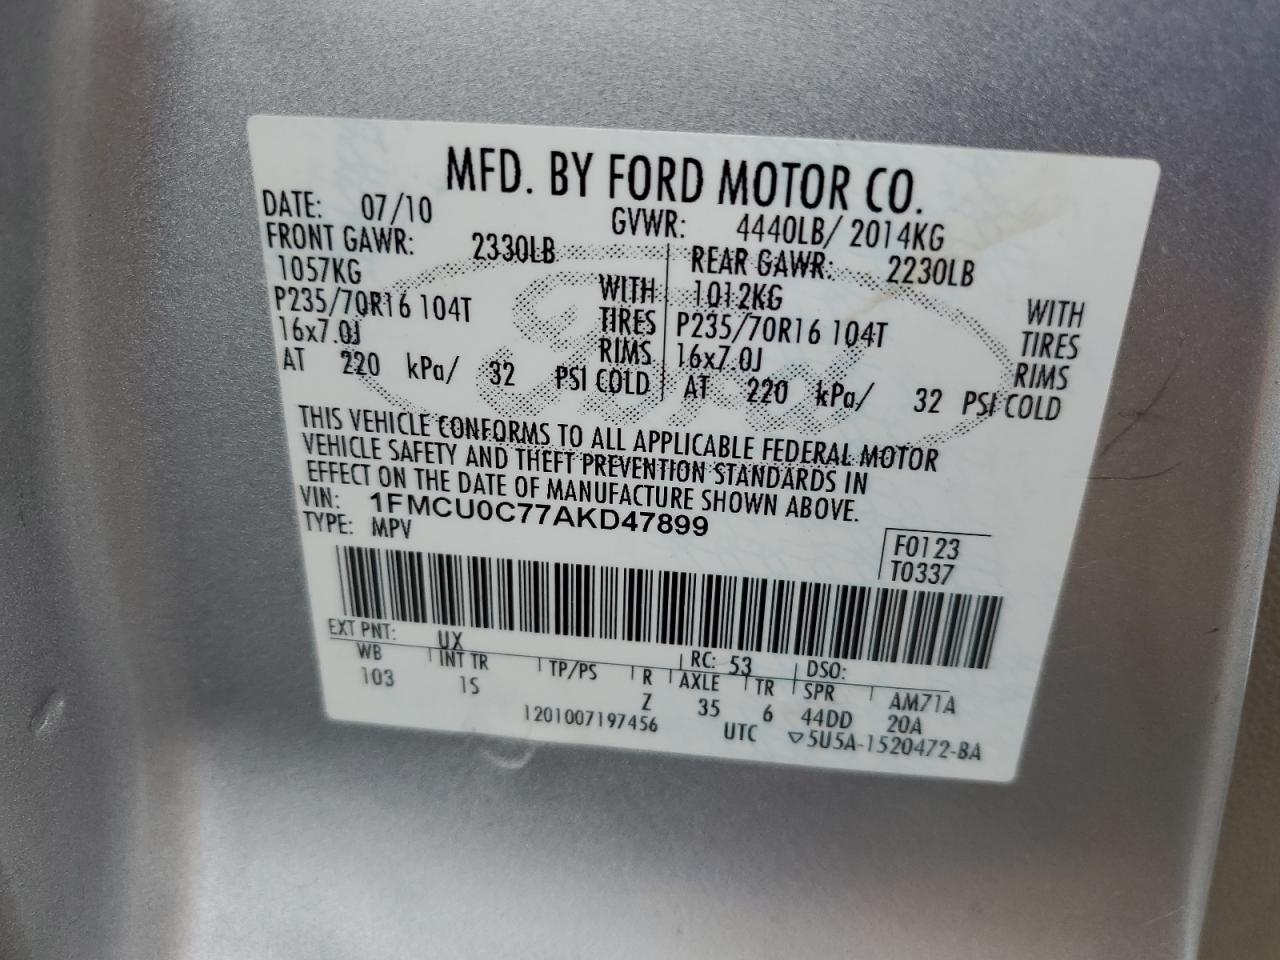 MFD. BY FORD MOTOR CO.
DATE: 07/10 GVWR: 4440LB/ 2014KG
FRONT GAWR: 2330LB REAR GAWR: 2230LB
1057KG WITH 1012KG WITH
P235/70R16 104T TIRES P235/70R16 104T TIRES
16x7.0J RIMS 16x7.0J RIMS
AT 220 kPa/ 32 PSI COLD AT 220 kPa/ 32 PSI COLD
THIS VEHICLE CONFORMS TO ALL APPLICABLE FEDERAL MOTOR
VEHICLE SAFETY AND THEFT PREVENTION STANDARDS IN
EFFECT ON THE DATE OF MANUFACTURE SHOWN ABOVE.
VIN: 1FMCU0C77AKD47899
TYPE: MPV
F0123
T0337
EXT PNT: UX RC: 53 DSO:
WB INT TR TP/PS R AXLE TR SPR AM71A
103 1S Z 35 6 44DD 20A
1201007197456 UTC ▽5U5A-1520472-BA